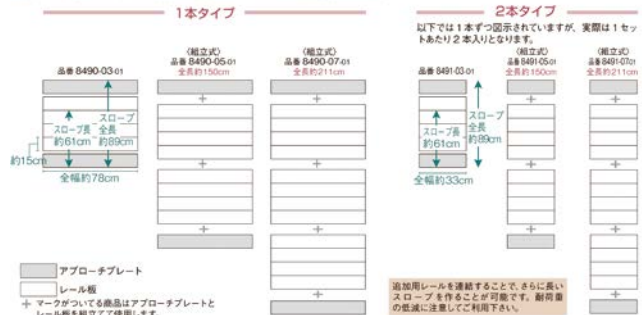 1本タイプ
品番 8490-03-01
(組立式)
品番 8490-05-01
全長約150cm
(組立式)
品番 8490-07-01
全長約211cm
スロープ長
約61cm
スロープ
全長
約89cm
約15cm
全幅約78cm
アプローチプレート
レール板
+ マークがついてる商品はアプローチプレートと
レール板を組立てて使用します
2本タイプ
以下では1本ずつ図示されていますが、実際は1セッ
トあたり2本入りとなります。
品番 8491-03-01
(組立式)
品番 8491-05-01
全長約150cm
(組立式)
品番 8491-07-01
全長約211cm
スロープ長
約61cm
スロープ
全長
約89cm
全幅約33cm
追加用レールを連結することで、さらに長い
スロープを作ることが可能です。耐荷重
の低減に注意してご利用下さい。